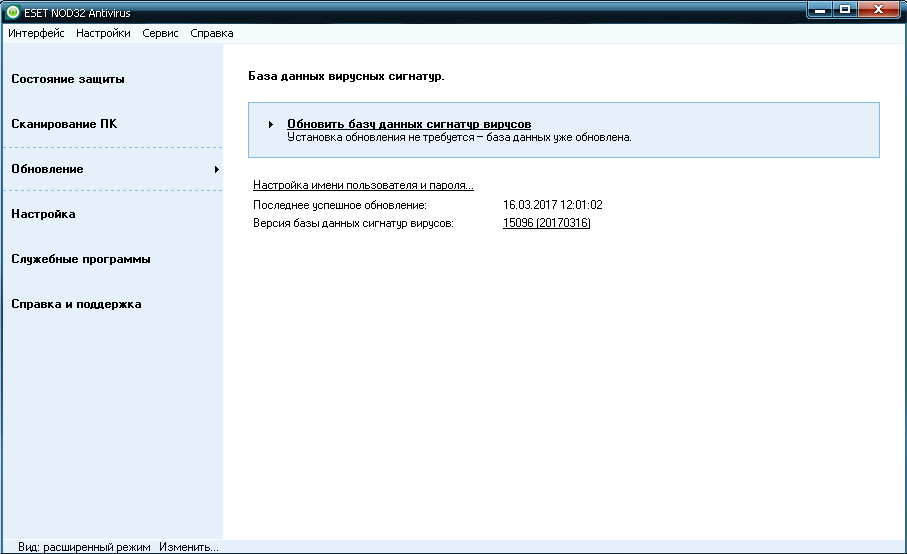 ESET NOD32 Antivirus
Интерфейс Настройки Сервис Справка
Состояние защиты
Сканирование ПК
Обновление
Настройка
Служебные программы
Справка и поддержка
База данных вирусных сигнатур.
Обновить базу данных сигнатур вирусов
Установка обновления не требуется – база данных уже обновлена.
Настройка имени пользователя и пароля...
Последнее успешное обновление: 16.03.2017 12:01:02
Версия базы данных сигнатур вирусов: 15096 (20170316)
Вид: расширенный режим Изменить...